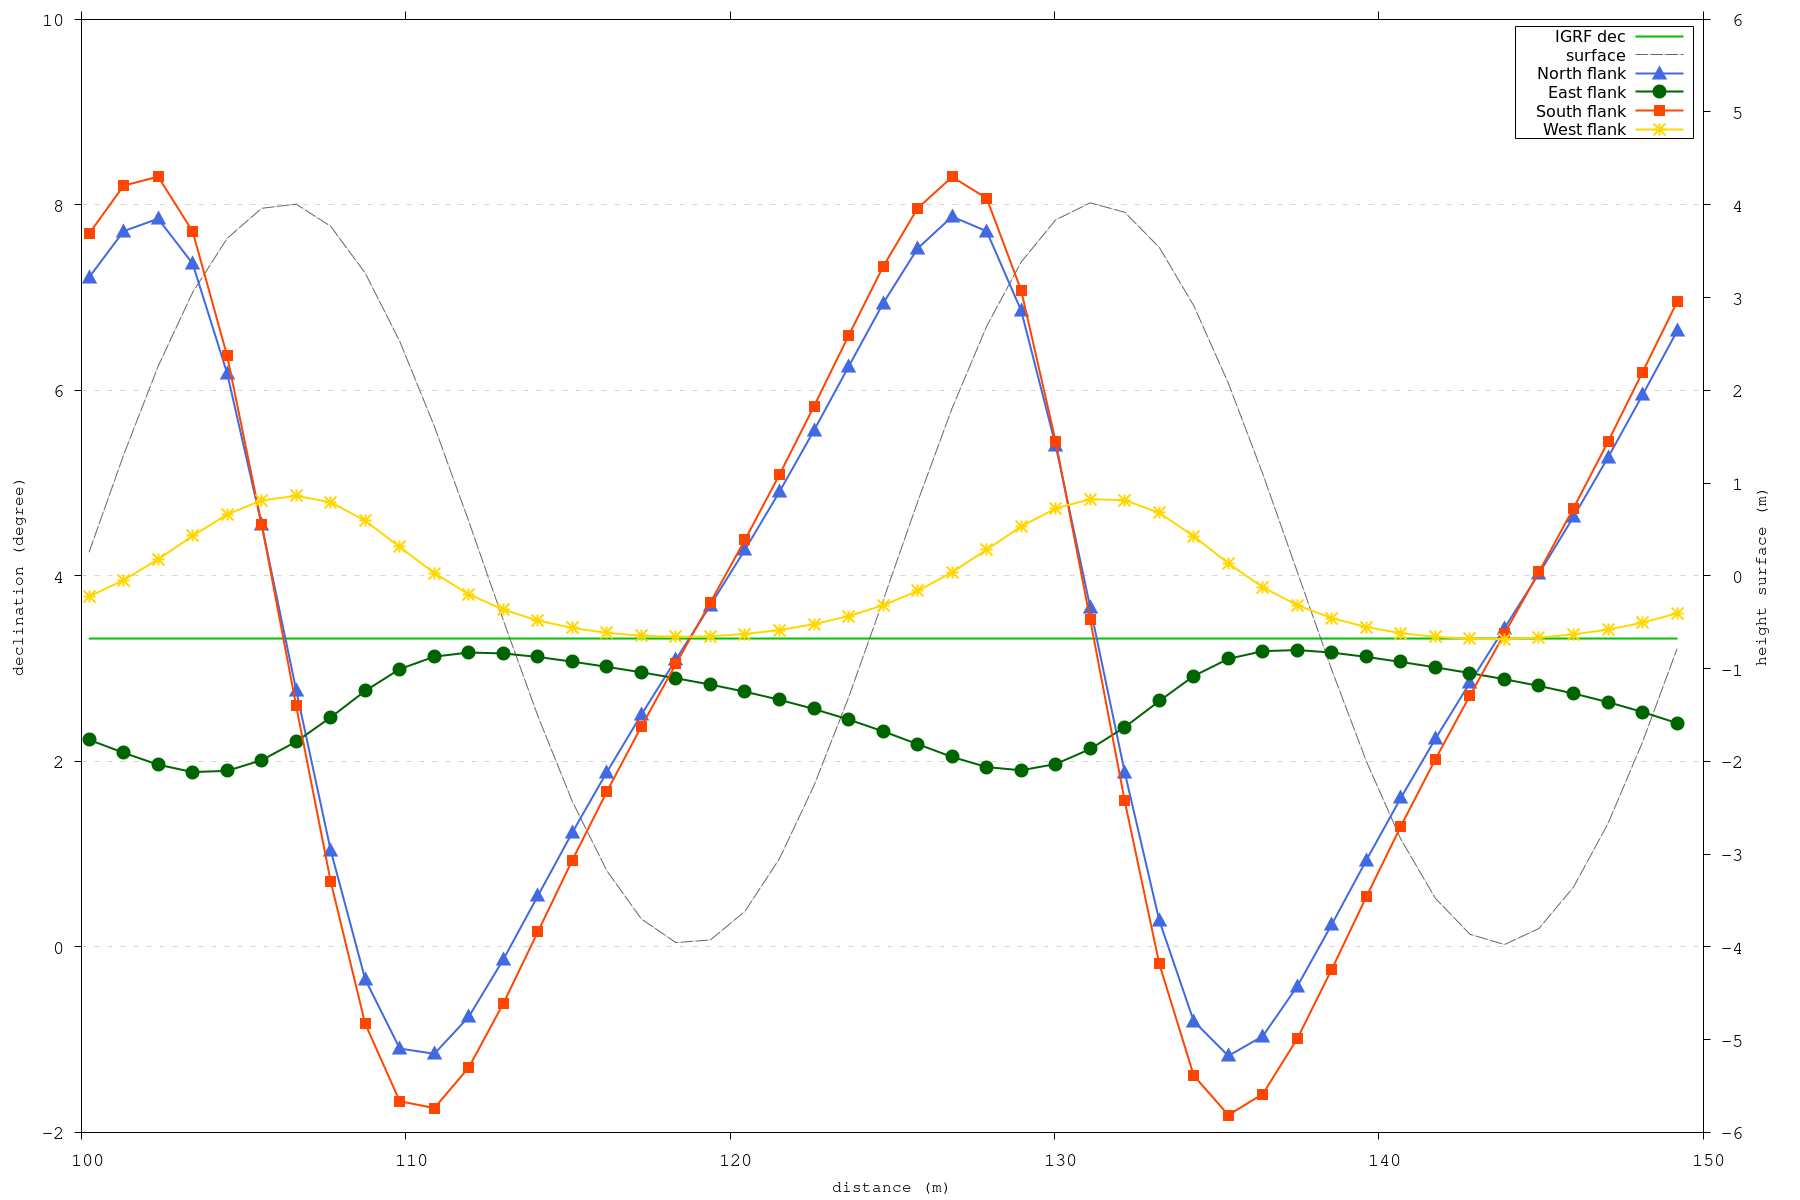 10
8
6
4
2
0
-2
6
5
4
3
2
1
0
-1
-2
-3
-4
-5
-6
declination (degree)
height surface (m)
IGRF dec
surface
North flank
East flank
South flank
West flank
100 110 120 130 140 150
distance (m)